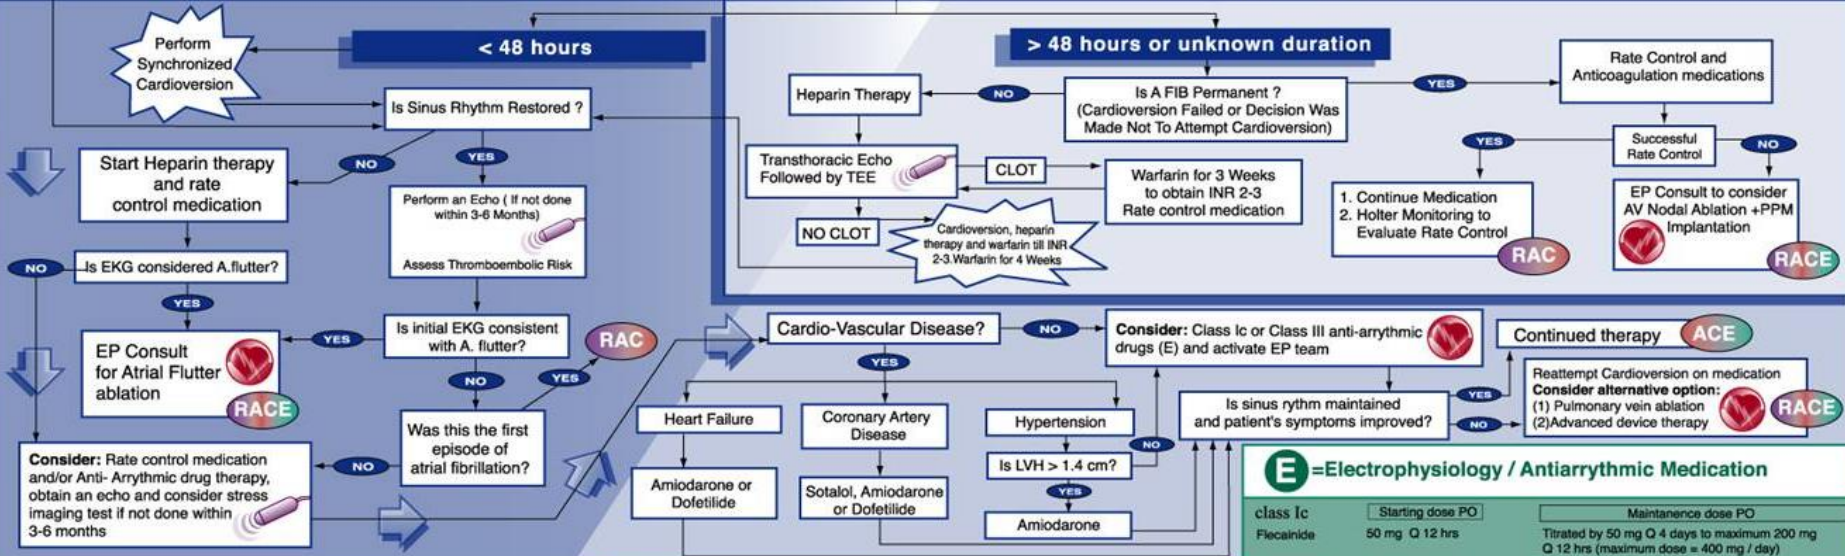 Perform
Synchronized
Cardioversion
< 48 hours
Is Sinus Rhythm Restored ?
NO
YES
Start Heparin therapy
and rate
control medication
Perform an Echo ( If not done
within 3-6 Months)
Assess Thromboembolic Risk
NO
Is EKG considered A.flutter?
YES
EP Consult
for Atrial Flutter
ablation
RACE
YES
Is initial EKG consistent
with A. flutter?
NO
YES
RAC
Was this the first
episode of
atrial fibrillation?
NO
Consider: Rate control medication
and/or Anti- Arrythmic drug therapy,
obtain an echo and consider stress
imaging test if not done within
3-6 months
> 48 hours or unknown duration
Heparin Therapy
NO
Is A FIB Permanent ?
(Cardioversion Failed or Decision Was
Made Not To Attempt Cardioversion)
YES
Rate Control and
Anticoagulation medications
Transthoracic Echo
Followed by TEE
CLOT
Warfarin for 3 Weeks
to obtain INR 2-3
Rate control medication
NO CLOT
Cardioversion, heparin
therapy and warfarin till INR
2-3.Warfarin for 4 Weeks
YES
Successful
Rate Control
NO
1. Continue Medication
2. Holter Monitoring to
Evaluate Rate Control
RAC
EP Consult to consider
AV Nodal Ablation +PPM
Implantation
RACE
Cardio-Vascular Disease?
NO
YES
Consider: Class Ic or Class III anti-arrythmic
drugs (E) and activate EP team
Continued therapy
ACE
Heart Failure
Coronary Artery
Disease
Hypertension
NO
Is LVH > 1.4 cm?
YES
Amiodarone or
Dofetilide
Sotalol, Amiodarone
or Dofetilide
Amiodarone
Is sinus rythm maintained
and patient's symptoms improved?
YES
NO
Reattempt Cardioversion on medication
Consider alternative option:
(1) Pulmonary vein ablation
(2)Advanced device therapy
RACE
E =Electrophysiology / Antiarrythmic Medication
class Ic
Starting dose PO
Maintanence dose PO
Flecainide
50 mg Q 12 hrs
Titrated by 50 mg Q 4 days to maximum 200 mg
Q 12 hrs (maximum dose = 400 mg / day)